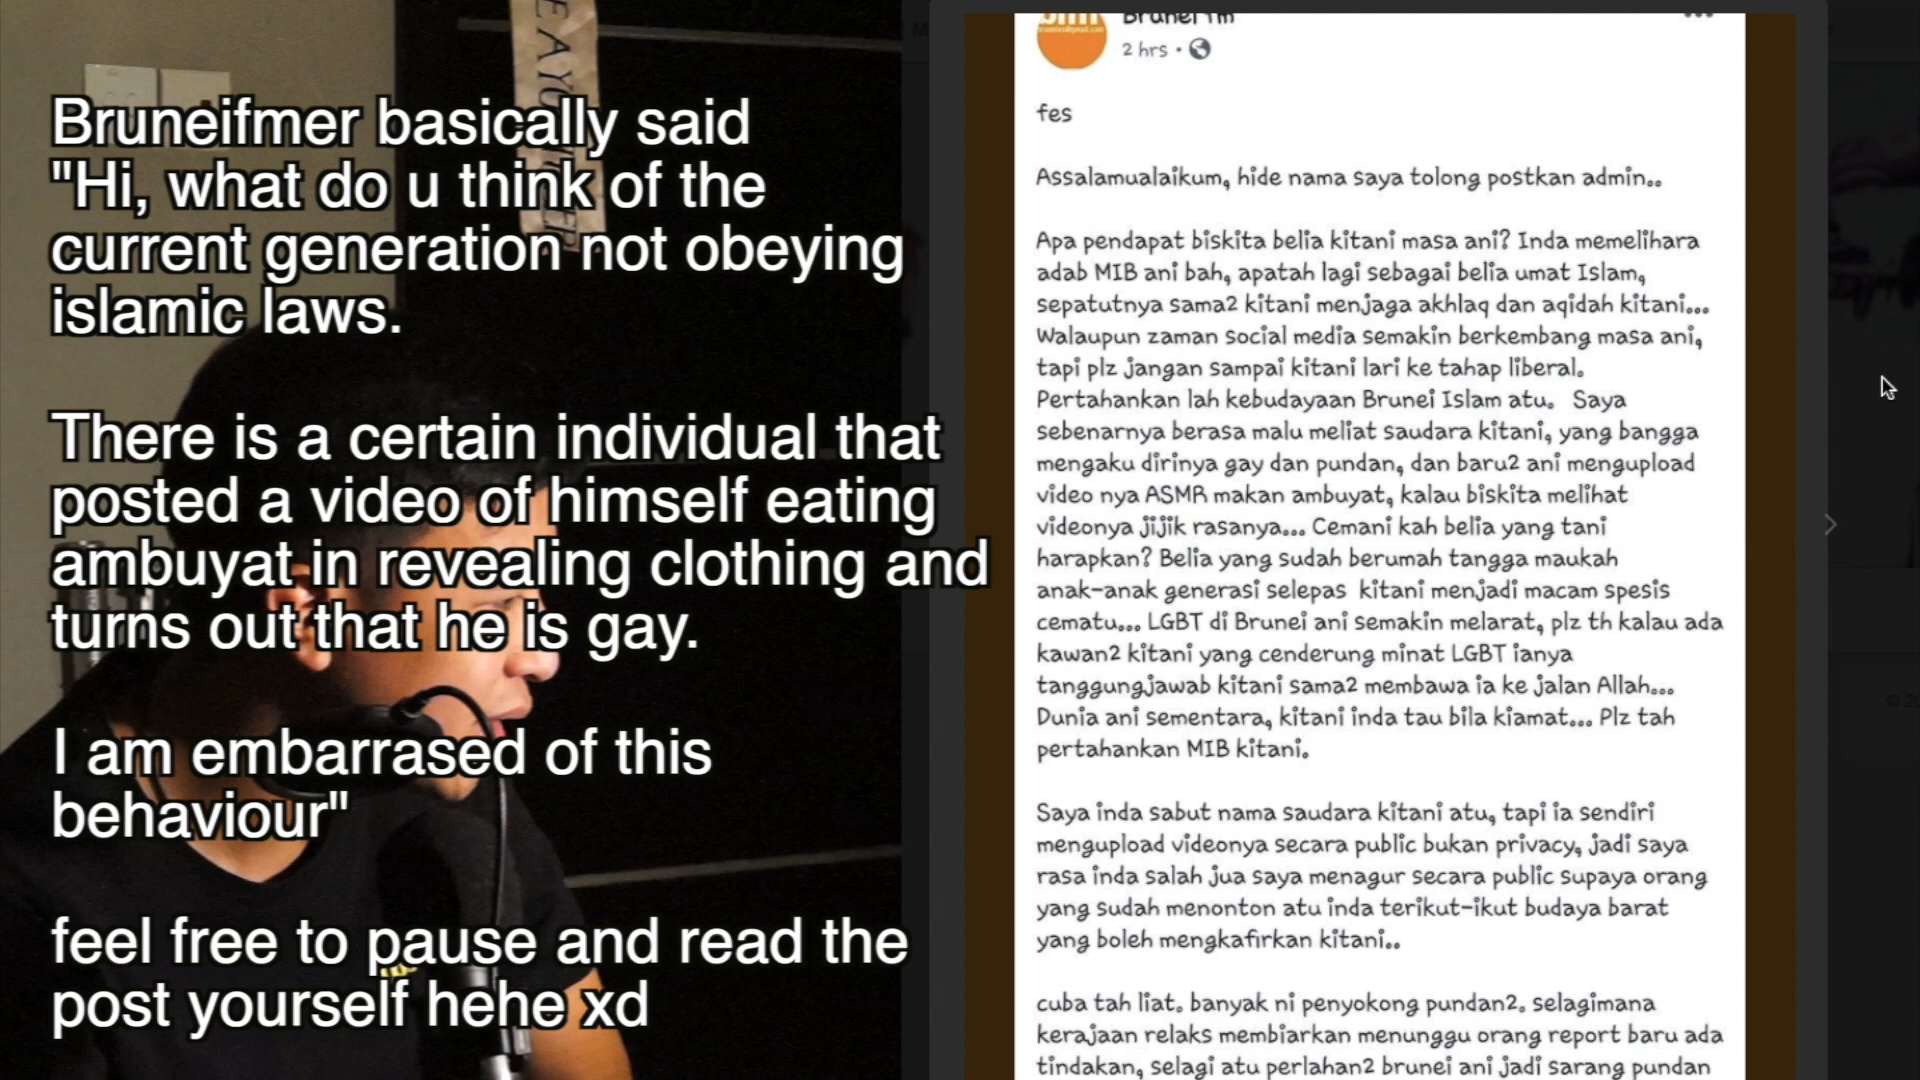 Bruneifmer basically said
"Hi, what do u think of the
current generation not obeying
islamic laws.
There is a certain individual that
posted a video of himself eating
ambuyat in revealing clothing and
turns out that he is gay.
I am embarrased of this
behaviour"
feel free to pause and read the
post yourself hehe xd
Brunei fm
2 hrs
fes
Assalamualaikum, hide nama saya tolong postkan admin..
Apa pendapat biskita belia kitani masa ani? Inda memelihara
adab MIB ani bah, apatah lagi sebagai belia umat Islam,
sepatutnya sama2 kitani menjaga akhlaq dan aqidah kitani...
Walaupun zaman social media semakin berkembang masa ani,
tapi plz jangan sampai kitani lari ke tahap liberal.
Pertahankan lah kebudayaan Brunei Islam atu. Saya
sebenarnya berasa malu meliat saudara kitani, yang bangga
mengaku dirinya gay dan pundan, dan baru2 ani mengupload
video nya ASMR makan ambuyat, kalau biskita melihat
videonya jijik rasanya... Cemani kah belia yang tani
harapkan? Belia yang sudah berumah tangga maukah
anak-anak generasi selepas kitani menjadi macam spesis
cematu... LGBT di Brunei ani semakin melarat, plz th kalau ada
kawan2 kitani yang cenderung minat LGBT ianya
tanggungjawab kitani sama2 membawa ia ke jalan Allah...
Dunia ani sementara, kitani inda tau bila kiamat... Plz tah
pertahankan MIB kitani.
Saya inda sabut nama saudara kitani atu, tapi ia sendiri
mengupload videonya secara public bukan privacy, jadi saya
rasa inda salah jua saya menagur secara public supaya orang
yang sudah menonton atu inda terikut-ikut budaya barat
yang boleh mengkafirkan kitani..
cuba tah liat. banyak ni penyokong pundan2. selagimana
kerajaan relaks membiarkan menunggu orang report baru ada
tindakan, selagi atu perlahan2 brunei ani jadi sarang pundan